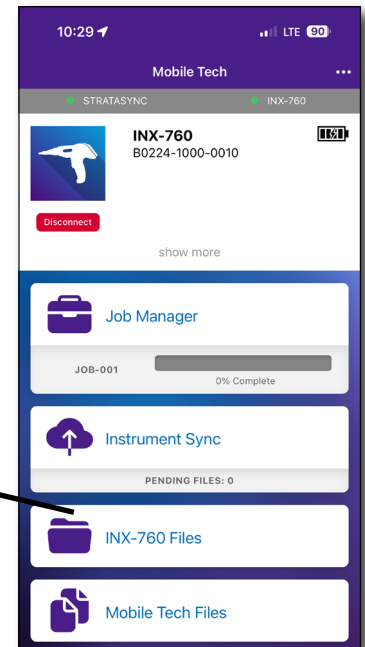 10:29 LTE 90
Mobile Tech
STRATASYNC INX-760
INX-760
B0224-1000-0010
Disconnect
show more
Job Manager
JOB-001
0% Complete
Instrument Sync
PENDING FILES: 0
INX-760 Files
Mobile Tech Files